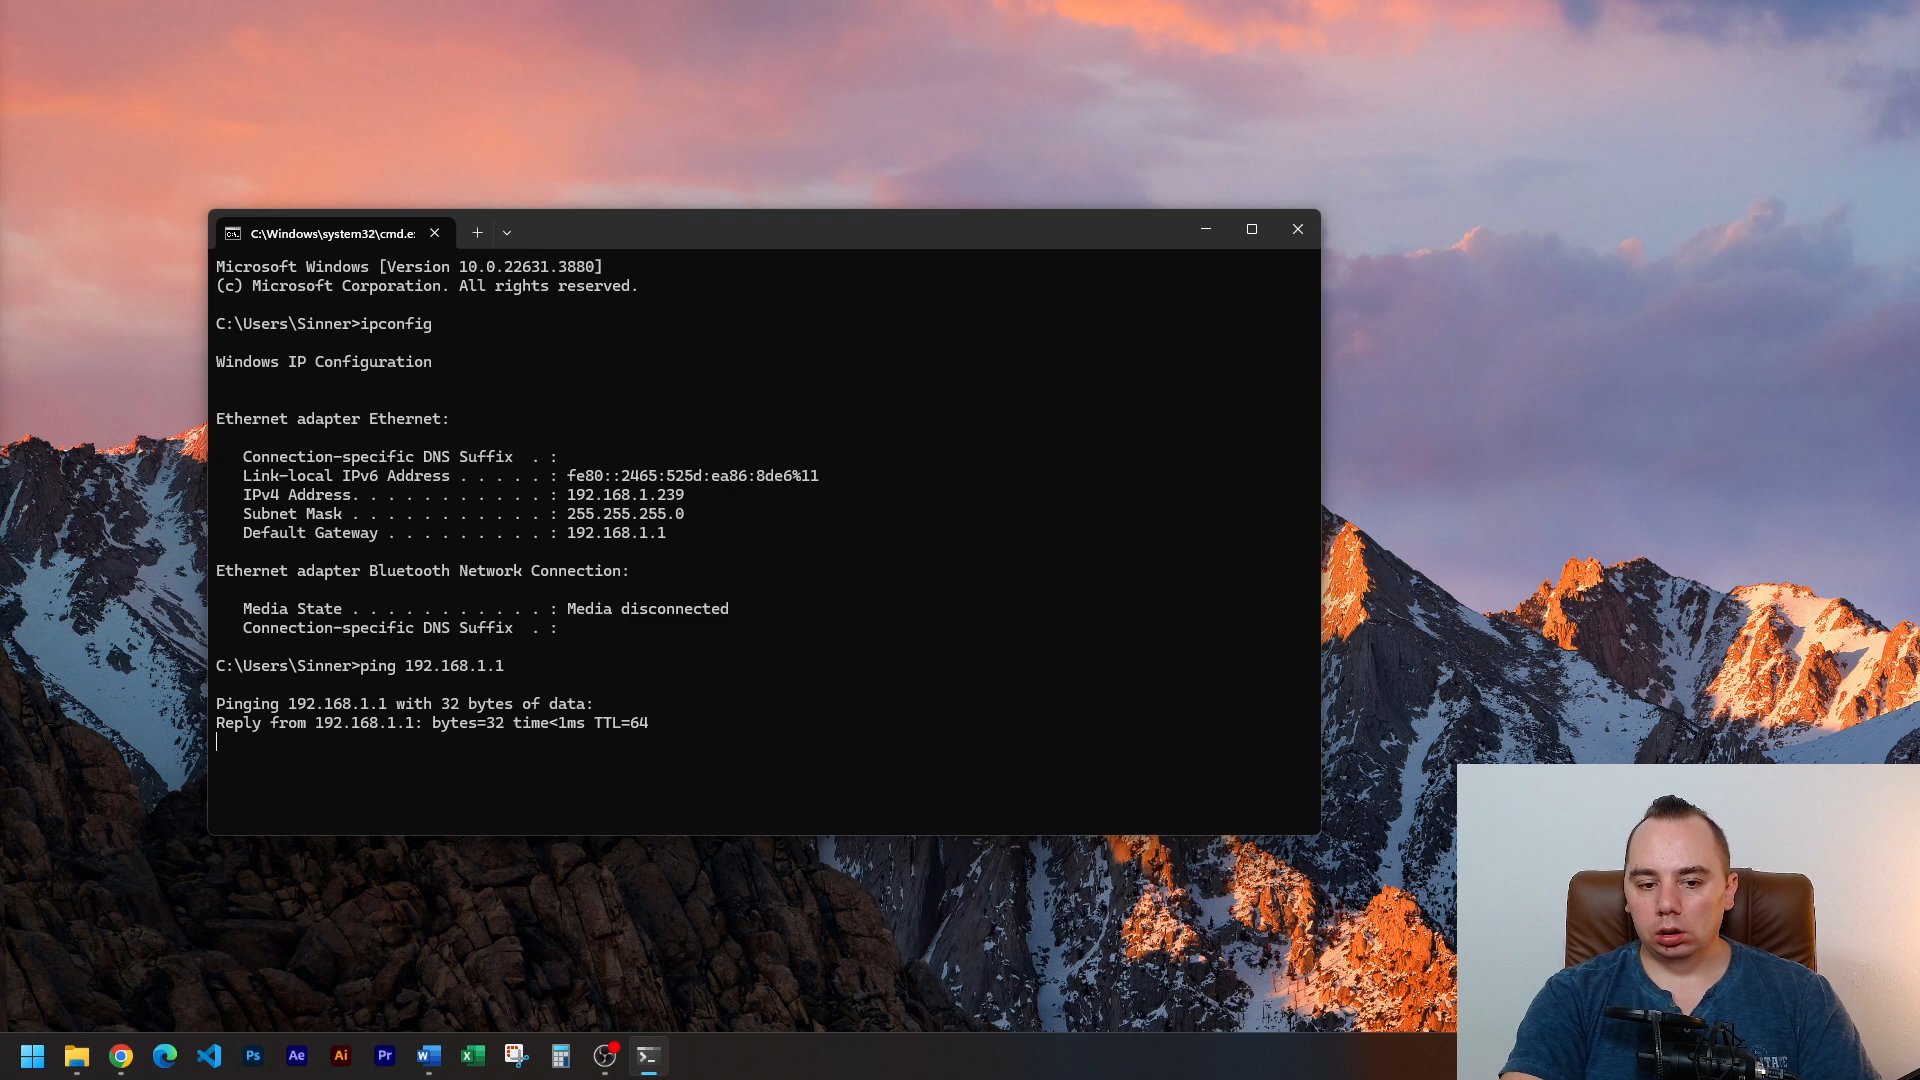 C:\Windows\system32\cmd.e:
Microsoft Windows [Version 10.0.22631.3880]
(c) Microsoft Corporation. All rights reserved.
C:\Users\Sinner>ipconfig
Windows IP Configuration
Ethernet adapter Ethernet:
Connection-specific DNS Suffix  . :
Link-local IPv6 Address . . . . . : fe80::2465:525d:ea86:8de6%11
IPv4 Address. . . . . . . . . . . : 192.168.1.239
Subnet Mask . . . . . . . . . . . : 255.255.255.0
Default Gateway . . . . . . . . . : 192.168.1.1
Ethernet adapter Bluetooth Network Connection:
Media State . . . . . . . . . . . : Media disconnected
Connection-specific DNS Suffix  . :
C:\Users\Sinner>ping 192.168.1.1
Pinging 192.168.1.1 with 32 bytes of data:
Reply from 192.168.1.1: bytes=32 time<1ms TTL=64
Ps
Ae
Ai
Pr
W
X